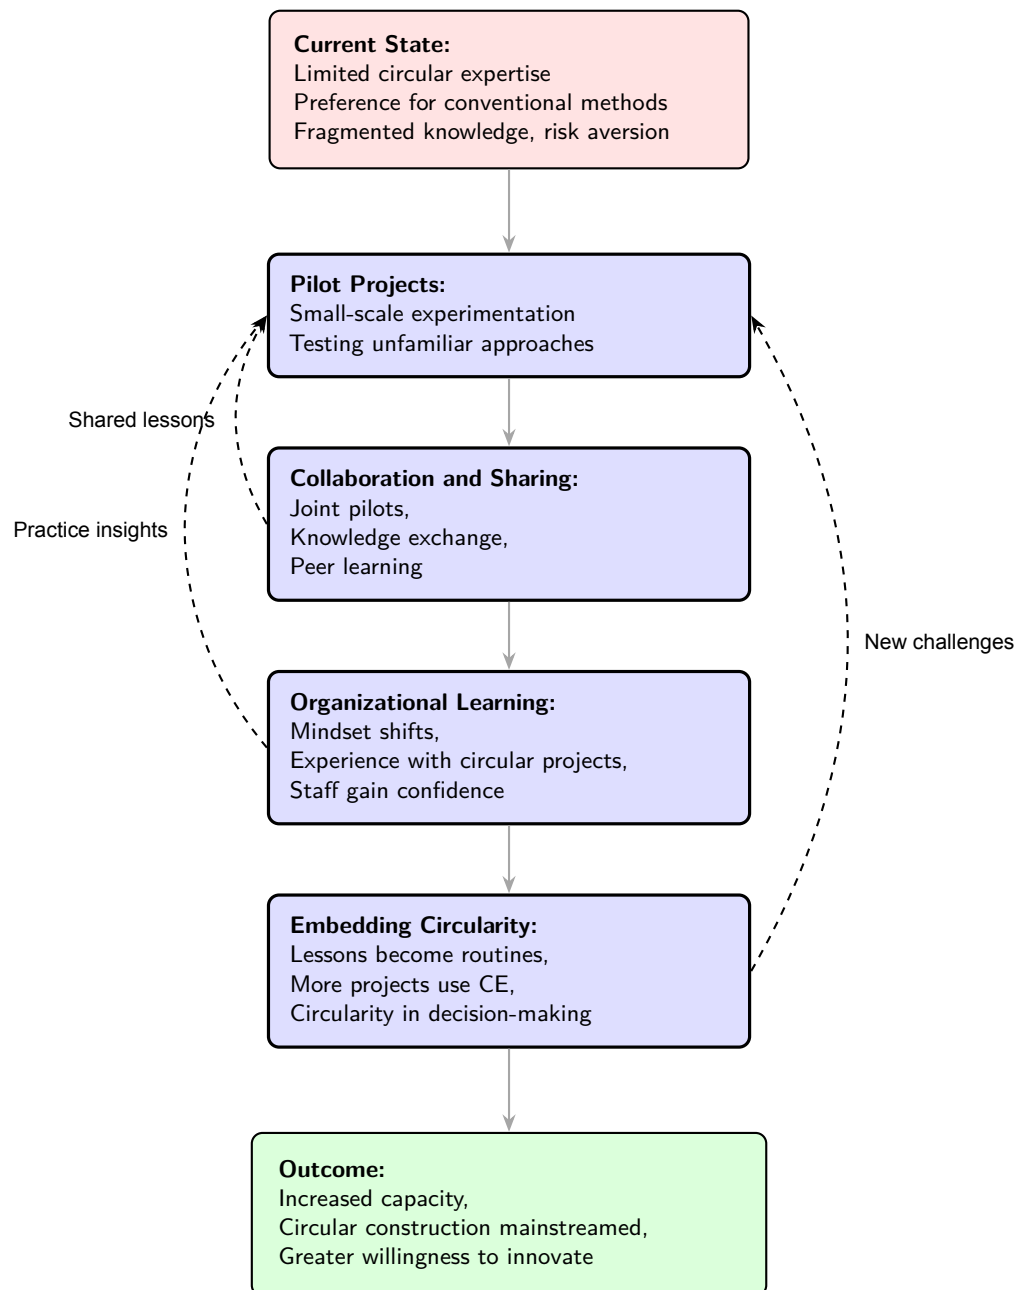 Current State:
Limited circular expertise
Preference for conventional methods
Fragmented knowledge, risk aversion
Pilot Projects:
Small-scale experimentation
Testing unfamiliar approaches
Shared lessons
Collaboration and Sharing:
Joint pilots,
Knowledge exchange,
Peer learning
Practice insights
New challenges
Organizational Learning:
Mindset shifts,
Experience with circular projects,
Staff gain confidence
Embedding Circularity:
Lessons become routines,
More projects use CE,
Circularity in decision-making
Outcome:
Increased capacity,
Circular construction mainstreamed,
Greater willingness to innovate